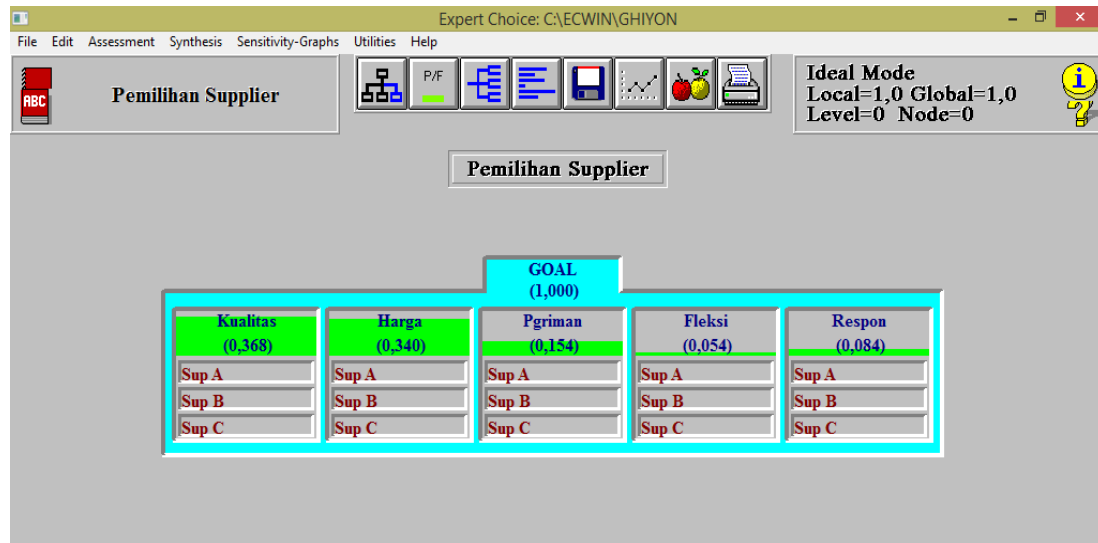 Expert Choice: C:\ECWIN\GHIYON
File Edit Assessment Synthesis Sensitivity-Graphs Utilities Help
ABC
Pemilihan Supplier
P/F
Ideal Mode
Local=1,0 Global=1,0
Level=0 Node=0
Pemilihan Supplier
GOAL
(1,000)
Kualitas Harga Pgriman Fleksi Respon
(0,368) (0,340) (0,154) (0,054) (0,084)
Sup A Sup A Sup A Sup A Sup A
Sup B Sup B Sup B Sup B Sup B
Sup C Sup C Sup C Sup C Sup C